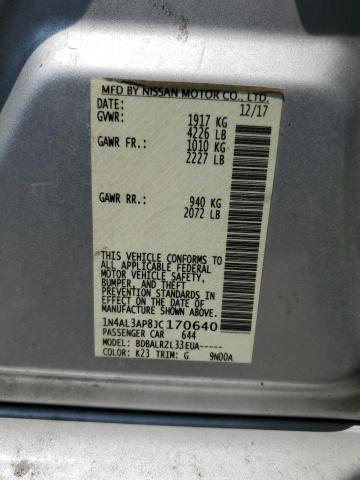 MFD BY NISSAN MOTOR CO., LTD.
DATE: 12/17
GVWR: 1917 KG
4226 LB
GAWR FR.: 1010 KG
2227 LB
GAWR RR.: 940 KG
2072 LB
THIS VEHICLE CONFORMS TO
ALL APPLICABLE FEDERAL
MOTOR VEHICLE SAFETY,
BUMPER, AND THEFT
PREVENTION STANDARDS IN
EFFECT ON THE DATE OF
MANUFACTURE SHOWN ABOVE.
1N4AL3AP8JC170640
PASSENGER CAR 644
MODEL: BDBALRZL33EUA-----
COLOR: K23 TRIM: G 9N00A